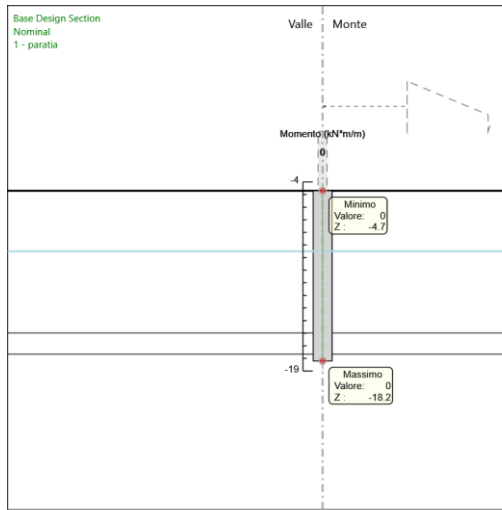 Base Design Section
Nominal
1 - paratia
Valle Monte
Momento (kN*m/m)
0
-4
Minimo
Valore: 0
Z : -4.7
-19
Massimo
Valore: 0
Z : -18.2